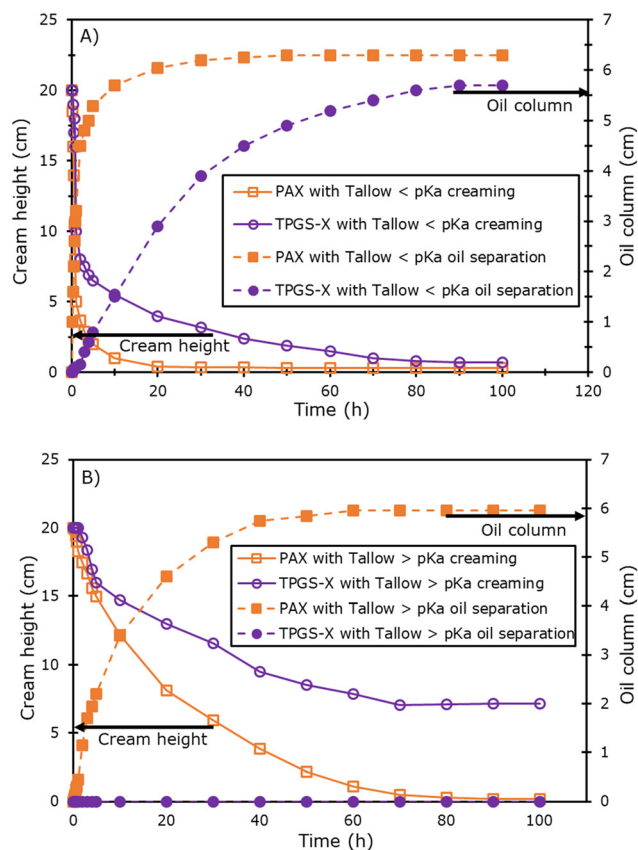 A)
Cream height (cm)
25
20
15
10
5
0
7
6
5
4
3
2
1
0
Oil column (cm)
Oil column
PAX with Tallow < pKa creaming
TPGS-X with Tallow < pKa creaming
PAX with Tallow < pKa oil separation
TPGS-X with Tallow < pKa oil separation
Cream height
0 20 40 60 80 100 120
Time (h)
B)
Cream height (cm)
25
20
15
10
5
0
7
6
5
4
3
2
1
0
Oil column (cm)
Oil column
PAX with Tallow > pKa creaming
TPGS-X with Tallow > pKa creaming
PAX with Tallow > pKa oil separation
TPGS-X with Tallow > pKa oil separation
Cream height
0 20 40 60 80 100
Time (h)